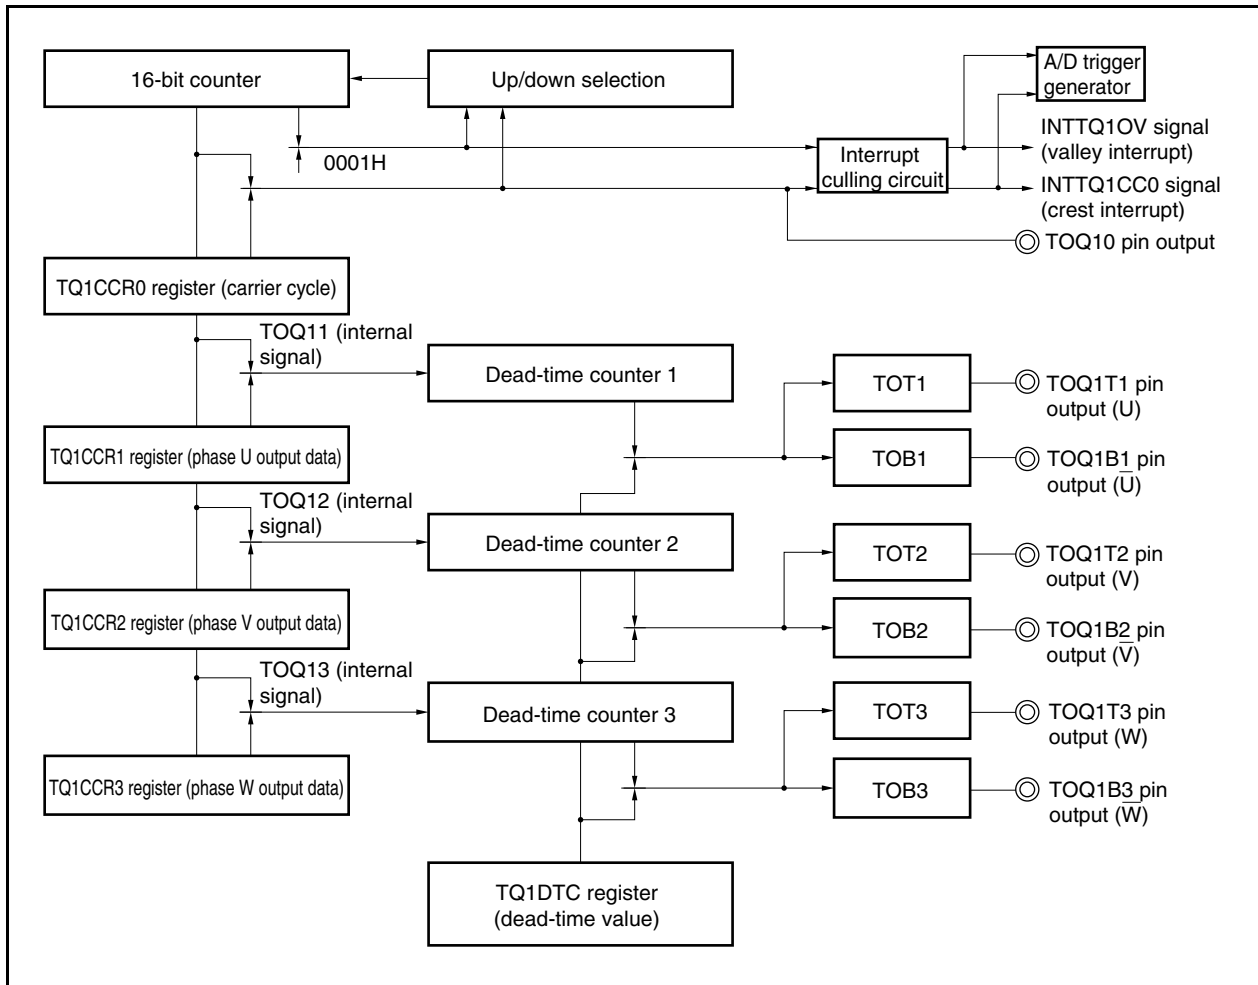 16-bit counter
Up/down selection
A/D trigger
generator
0001H
Interrupt
culling circuit
INTTQ1OV signal
(valley interrupt)
INTTQ1CC0 signal
(crest interrupt)
TOQ10 pin output
TQ1CCR0 register (carrier cycle)
TOQ11 (internal
signal)
Dead-time counter 1
TOT1
TOQ1T1 pin
output (U)
TQ1CCR1 register (phase U output data)
TOB1
TOQ1B1 pin
output (U̅)
TOQ12 (internal
signal)
Dead-time counter 2
TOT2
TOQ1T2 pin
output (V)
TQ1CCR2 register (phase V output data)
TOB2
TOQ1B2 pin
output (V̅)
TOQ13 (internal
signal)
Dead-time counter 3
TOT3
TOQ1T3 pin
output (W)
TQ1CCR3 register (phase W output data)
TOB3
TOQ1B3 pin
output (W̅)
TQ1DTC register
(dead-time value)